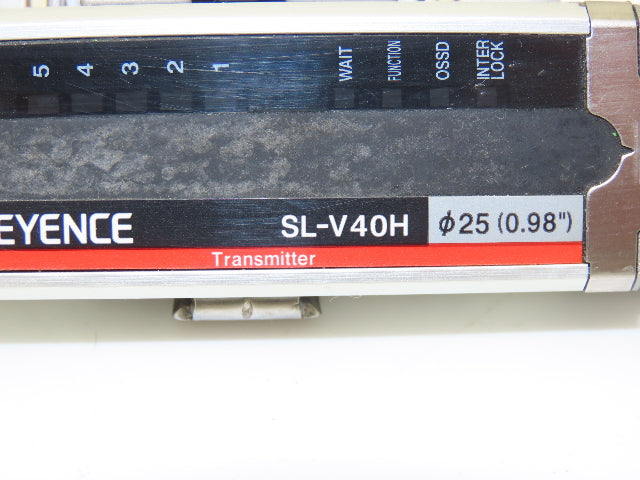 5 4 3 2 1 WAIT FUNCTION OSSD INTER LOCK
EYENCE SL-V40H ϕ25 (0.98")
Transmitter